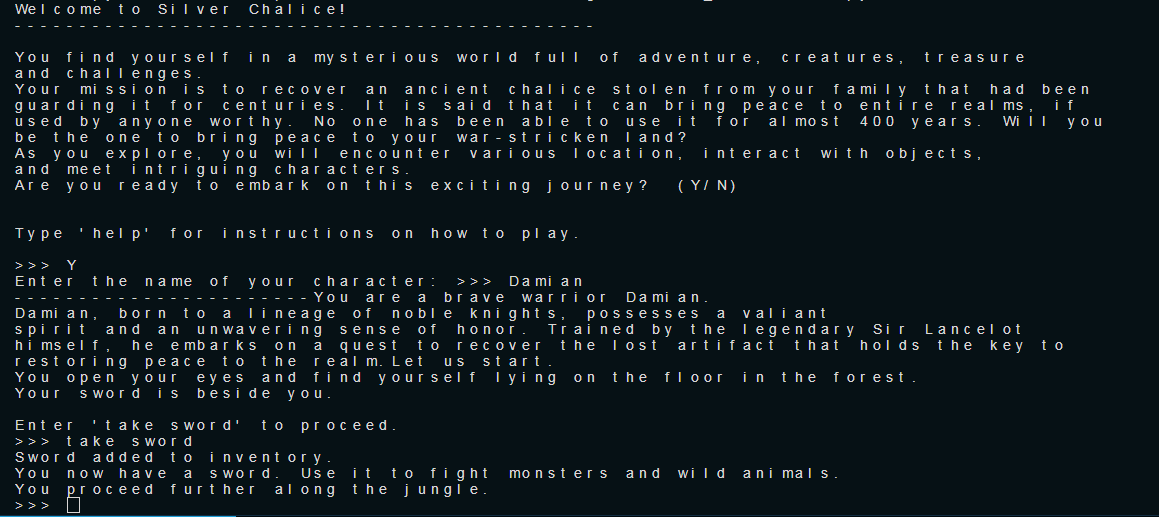 Welcome to Silver Chalice!
---------------------------------------------
You find yourself in a mysterious world full of adventure, creatures, treasure
and challenges.
Your mission is to recover an ancient chalice stolen from your family that had been
guarding it for centuries. It is said that it can bring peace to entire realms, if
used by anyone worthy. No one has been able to use it for almost 400 years. Will you
be the one to bring peace to your war-stricken land?
As you explore, you will encounter various location, interact with objects,
and meet intriguing characters.
Are you ready to embark on this exciting journey?  (Y/N)
Type 'help' for instructions on how to play.
>>> Y
Enter the name of your character: >>> Damian
-----------------------You are a brave warrior Damian.
Damian, born to a lineage of noble knights, possesses a valiant
spirit and an unwavering sense of honor. Trained by the legendary Sir Lancelot
himself, he embarks on a quest to recover the lost artifact that holds the key to
restoring peace to the realm.Let us start.
You open your eyes and find yourself lying on the floor in the forest.
Your sword is beside you.
Enter 'take sword' to proceed.
>>> take sword
Sword added to inventory.
You now have a sword. Use it to fight monsters and wild animals.
You proceed further along the jungle.
>>>